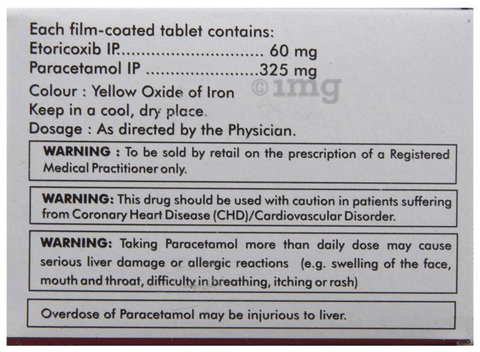 Each film-coated tablet contains:
Etoricoxib IP.............................. 60 mg
Paracetamol IP .......................325 mg
©img
Colour : Yellow Oxide of Iron
Keep in a cool, dry place.
Dosage : As directed by the Physician.
WARNING : To be sold by retail on the prescription of a Registered
Medical Practitioner only.
WARNING: This drug should be used with caution in patients suffering
from Coronary Heart Disease (CHD)/Cardiovascular Disorder.
WARNING: Taking Paracetamol more than daily dose may cause
serious liver damage or allergic reactions (e.g. swelling of the face,
mouth and throat, difficulty in breathing, itching or rash)
Overdose of Paracetamol may be injurious to liver.